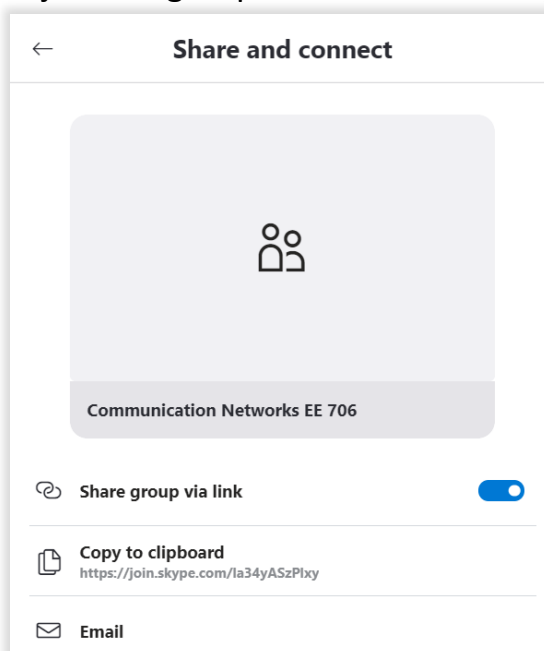 Share and connect
Communication Networks EE 706
Share group via link
Copy to clipboard
https://join.skype.com/la34yASzPlxy
Email